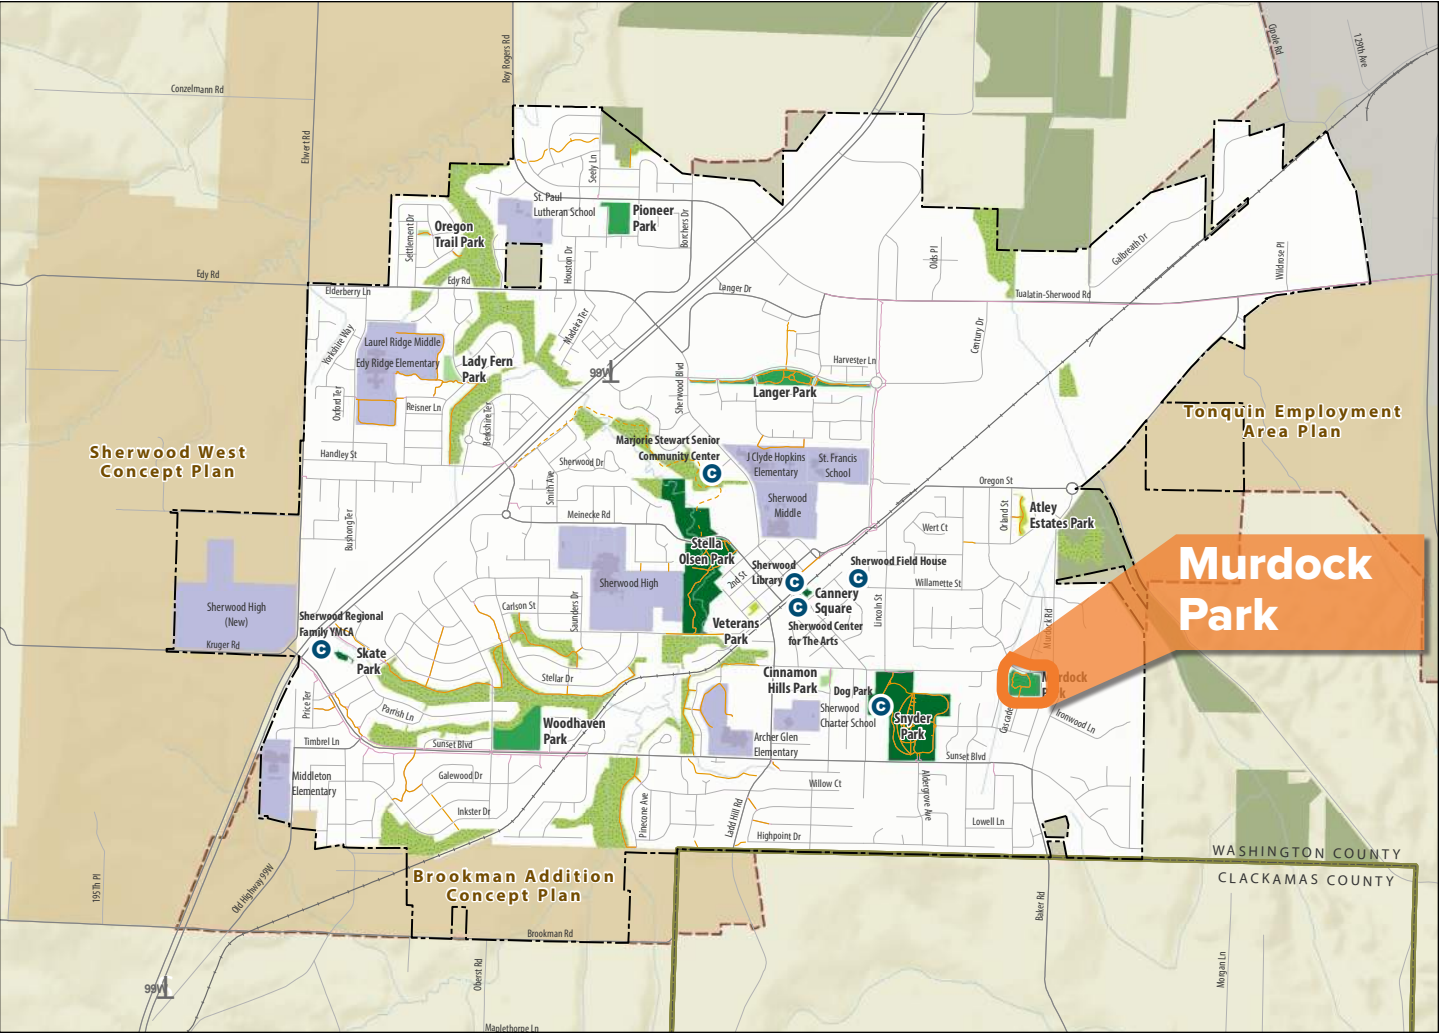 Conzelmann Rd
Elwert Rd
Roy Rogers Rd
Cipole Rd
129th Ave
Seely Ln
St. Paul
Lutheran School
Pioneer
Park
Borchers Dr
Settlement Dr
Oregon
Trail Park
Houston Dr
Edy Rd
Edy Rd
Elderberry Ln
Langer Dr
Olds Pl
Galbreath Dr
Wildrose Pl
Tualatin-Sherwood Rd
Century Dr
Madeira Ter
Yorkshire Way
Laurel Ridge Middle
Edy Ridge Elementary
Lady Fern
Park
99W
Harvester Ln
Langer Park
Sherwood Blvd
Oxford Ter
Reisner Ln
Berkshire Ter
Handley St
Sherwood West
Concept Plan
Tonquin Employment
Area Plan
Marjorie Stewart Senior
Community Center
C
Sherwood Dr
Smith Ave
J Clyde Hopkins
Elementary
St. Francis
School
Sherwood
Middle
Oregon St
Orland St
Atley
Estates Park
Wert Ct
Meinecke Rd
Bushong Ter
Stella
Olsen Park
2nd St
Sherwood
Library
C
Sherwood Field House
C
Willamette St
Cannery
Square
C
Sherwood Center
for The Arts
Lincoln St
Murdock Rd
Murdock
Park
Sherwood High
Sherwood High
(New)
Kruger Rd
Sherwood Regional
Family YMCA
C
Skate
Park
Carlson St
Saunders Dr
Veterans
Park
Stellar Dr
Cinnamon
Hills Park
Dog Park
C
Sherwood
Charter School
Snyder
Park
Murdock
Park
Cascade
Ironwood Ln
Price Ter
Parrish Ln
Woodhaven
Park
Timbrel Ln
Sunset Blvd
Archer Glen
Elementary
Sunset Blvd
Middleton
Elementary
Galewood Dr
Inkster Dr
Pinecone Ave
Ladd Hill Rd
Willow Ct
Highpoint Dr
Aldergrove Ave
Lowell Ln
WASHINGTON COUNTY
CLACKAMAS COUNTY
Brookman Addition
Concept Plan
195Th Pl
Old Highway 99W
Brookman Rd
Baker Rd
Oberst Rd
Morgan Ln
99W
Maplethorpe Ln